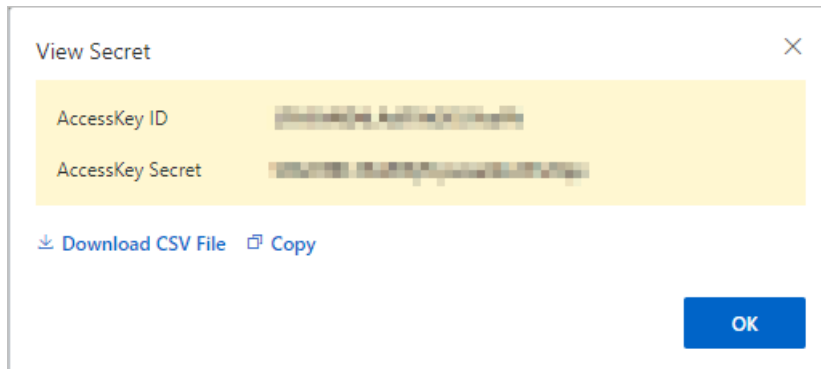 View Secret
AccessKey ID
AccessKey Secret
Download CSV File Copy
OK